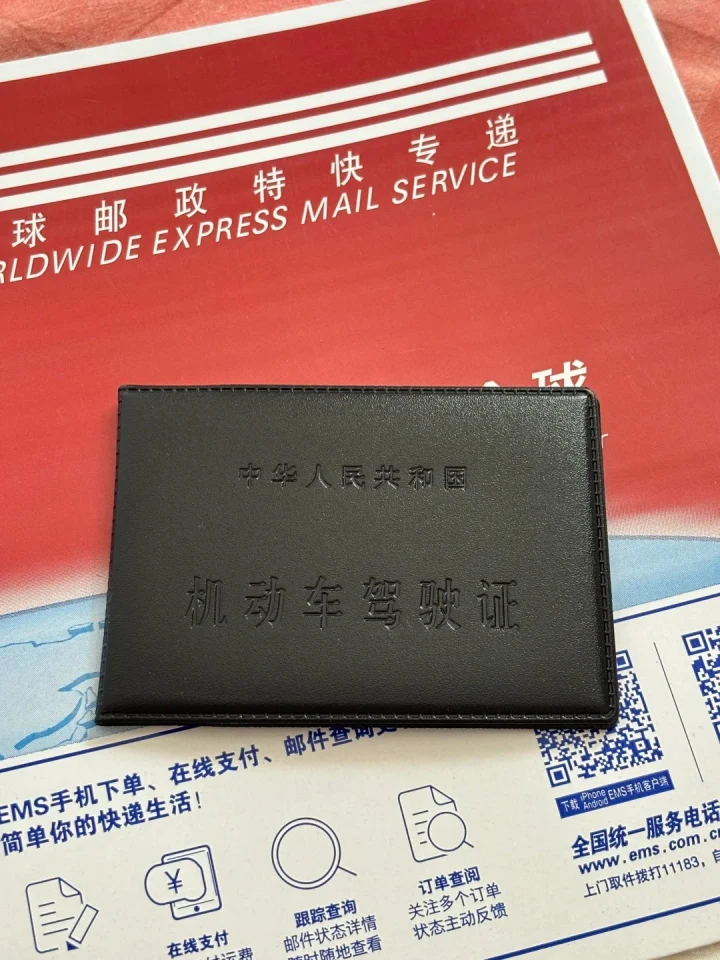 球邮政特快专递
RLDWIDE EXPRESS MAIL SERVICE
全球
中华人民共和国
机动车驾驶证
EMS手机下单、在线支付、邮件查询
简单你的快递生活!
下载 iPhone Android EMS手机客户端
全国统一服务电话
www.ems.com.c
上门取件拨打11183,
¥
在线支付
付运费
跟踪查询
邮件状态详情
随时随地查看
订单查阅
关注多个订单
状态主动反馈